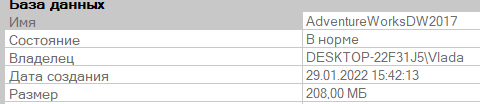 База данных
Имя AdventureWorksDW2017
Состояние В норме
Владелец DESKTOP-22F31J5\Vlada
Дата создания 29.01.2022 15:42:13
Размер 208,00 МБ